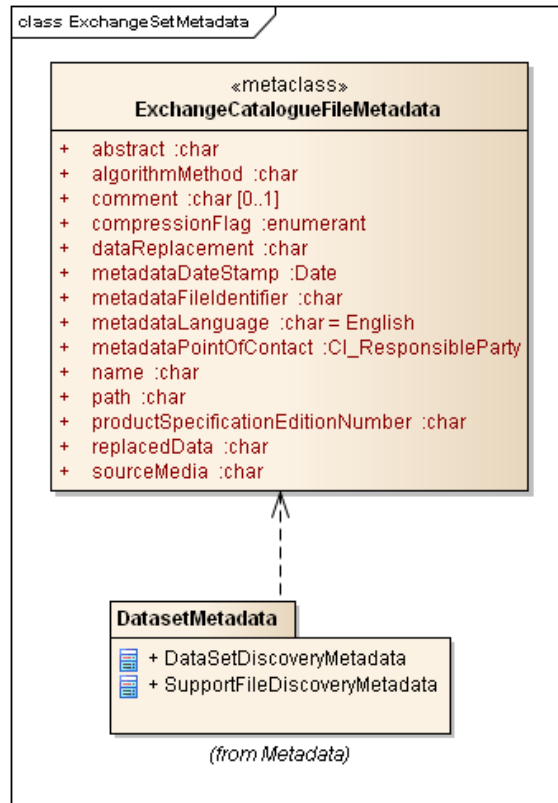 class ExchangeSetMetadata
«metaclass»
ExchangeCatalogueFileMetadata
+ abstract :char
+ algorithmMethod :char
+ comment :char [0..1]
+ compressionFlag :enumerant
+ dataReplacement :char
+ metadataDateStamp :Date
+ metadataFileIdentifier :char
+ metadataLanguage :char = English
+ metadataPointOfContact :CI_ResponsibleParty
+ name :char
+ path :char
+ productSpecificationEditionNumber :char
+ replacedData :char
+ sourceMedia :char
DatasetMetadata
+ DataSetDiscoveryMetadata
+ SupportFileDiscoveryMetadata
(from Metadata)